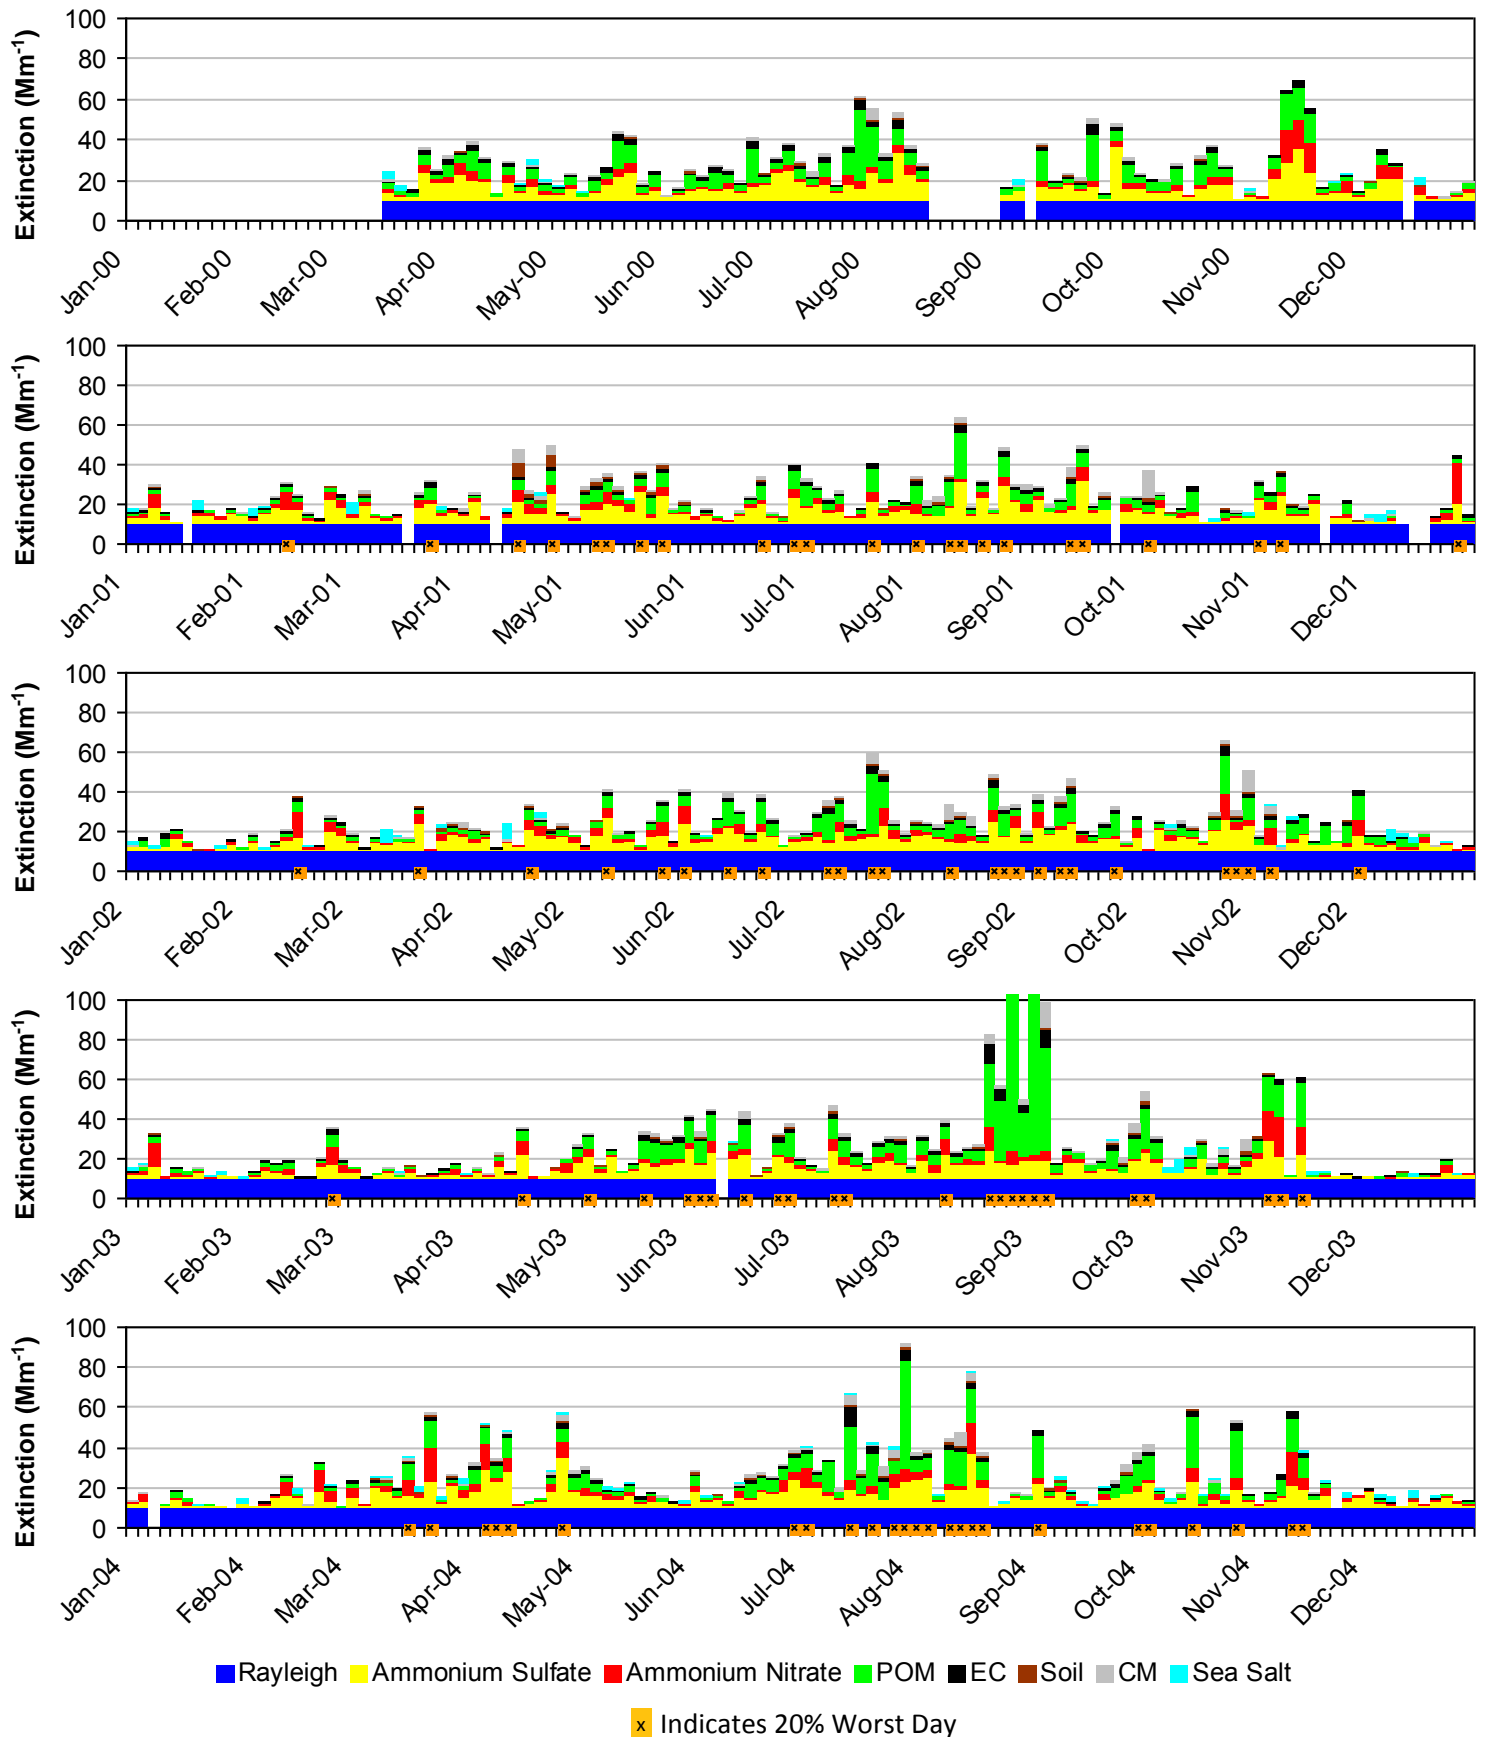 Extinction (Mm-1)
100
80
60
40
20
0
Jan-00 Feb-00 Mar-00 Apr-00 May-00 Jun-00 Jul-00 Aug-00 Sep-00 Oct-00 Nov-00 Dec-00
Extinction (Mm-1)
100
80
60
40
20
0
Jan-01 Feb-01 Mar-01 Apr-01 May-01 Jun-01 Jul-01 Aug-01 Sep-01 Oct-01 Nov-01 Dec-01
Extinction (Mm-1)
100
80
60
40
20
0
Jan-02 Feb-02 Mar-02 Apr-02 May-02 Jun-02 Jul-02 Aug-02 Sep-02 Oct-02 Nov-02 Dec-02
Extinction (Mm-1)
100
80
60
40
20
0
Jan-03 Feb-03 Mar-03 Apr-03 May-03 Jun-03 Jul-03 Aug-03 Sep-03 Oct-03 Nov-03 Dec-03
Extinction (Mm-1)
100
80
60
40
20
0
Jan-04 Feb-04 Mar-04 Apr-04 May-04 Jun-04 Jul-04 Aug-04 Sep-04 Oct-04 Nov-04 Dec-04
Rayleigh Ammonium Sulfate Ammonium Nitrate POM EC Soil CM Sea Salt
x Indicates 20% Worst Day